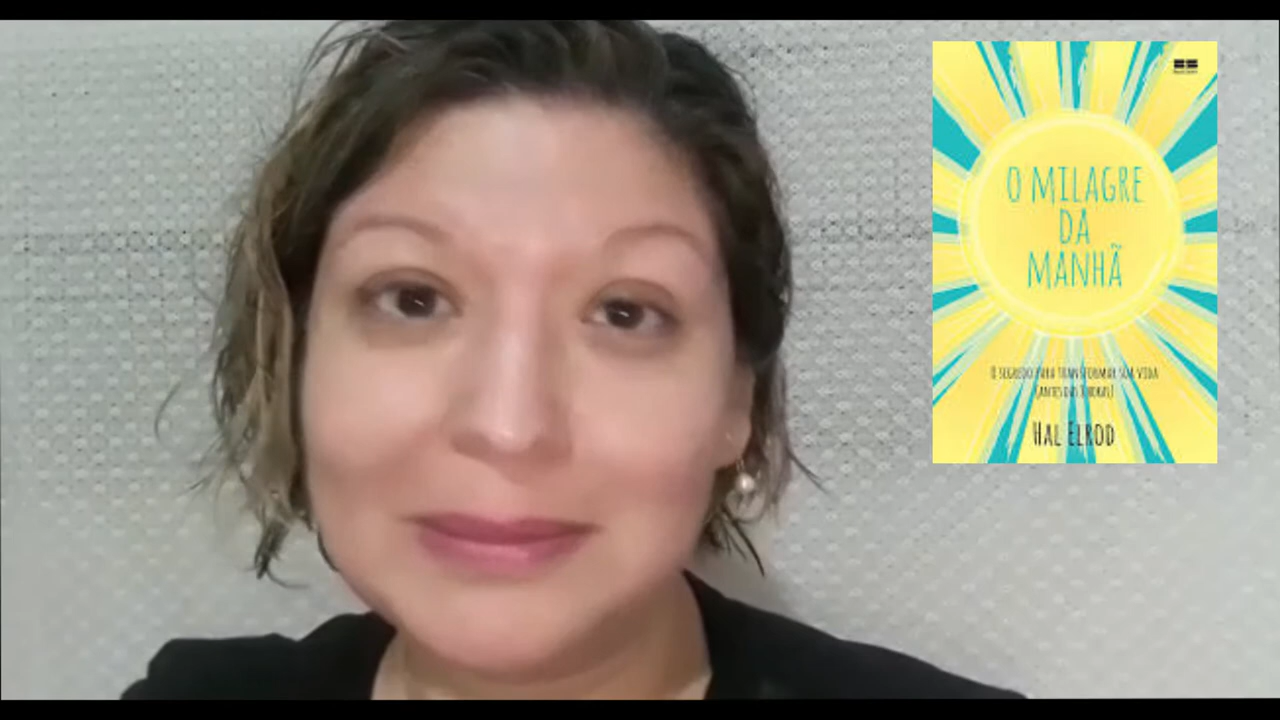 O MILAGRE
DA
MANHÃ
O SEGREDO PARA TRANSFORMAR SUA VIDA
(ANTES DAS 8 HORAS)
HAL ELROD